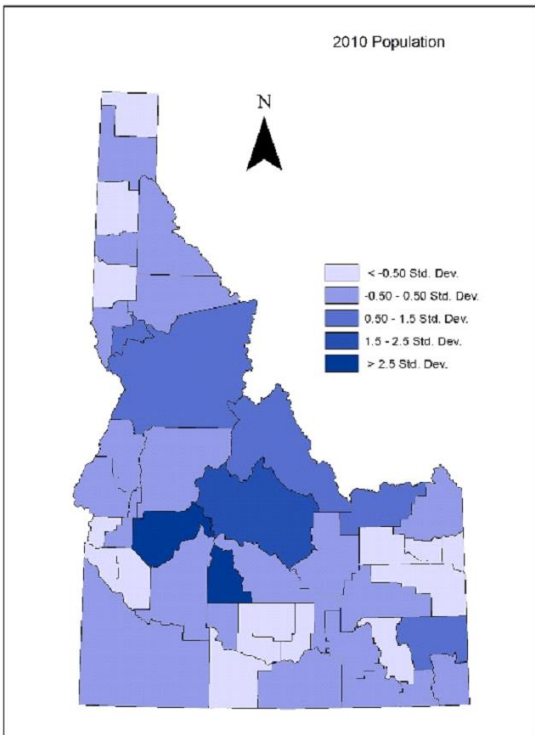 2010 Population
N
< -0.50 Std. Dev.
-0.50 - 0.50 Std. Dev.
0.50 - 1.5 Std. Dev.
1.5 - 2.5 Std. Dev.
> 2.5 Std. Dev.